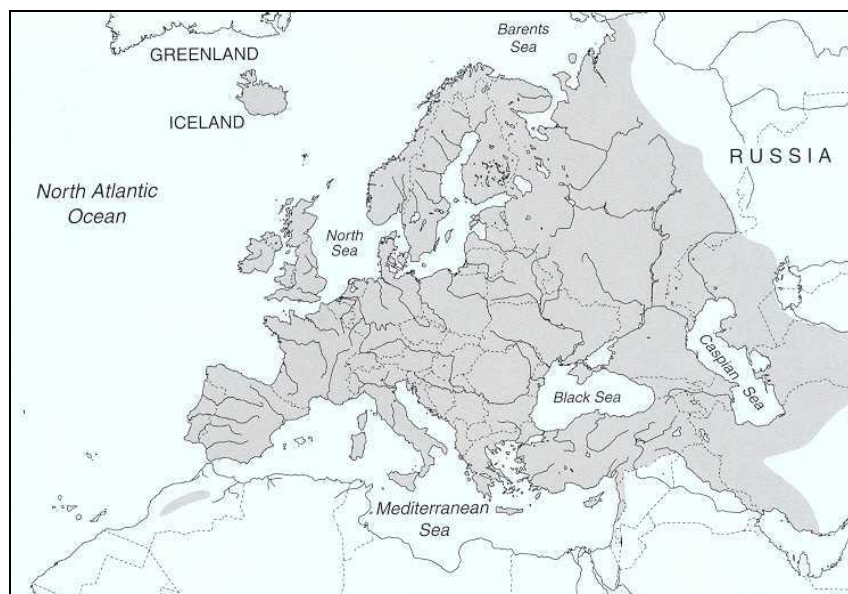 Barents
Sea
GREENLAND
ICELAND
RUSSIA
North Atlantic
Ocean
North
Sea
Caspian Sea
Black Sea
Mediterranean
Sea